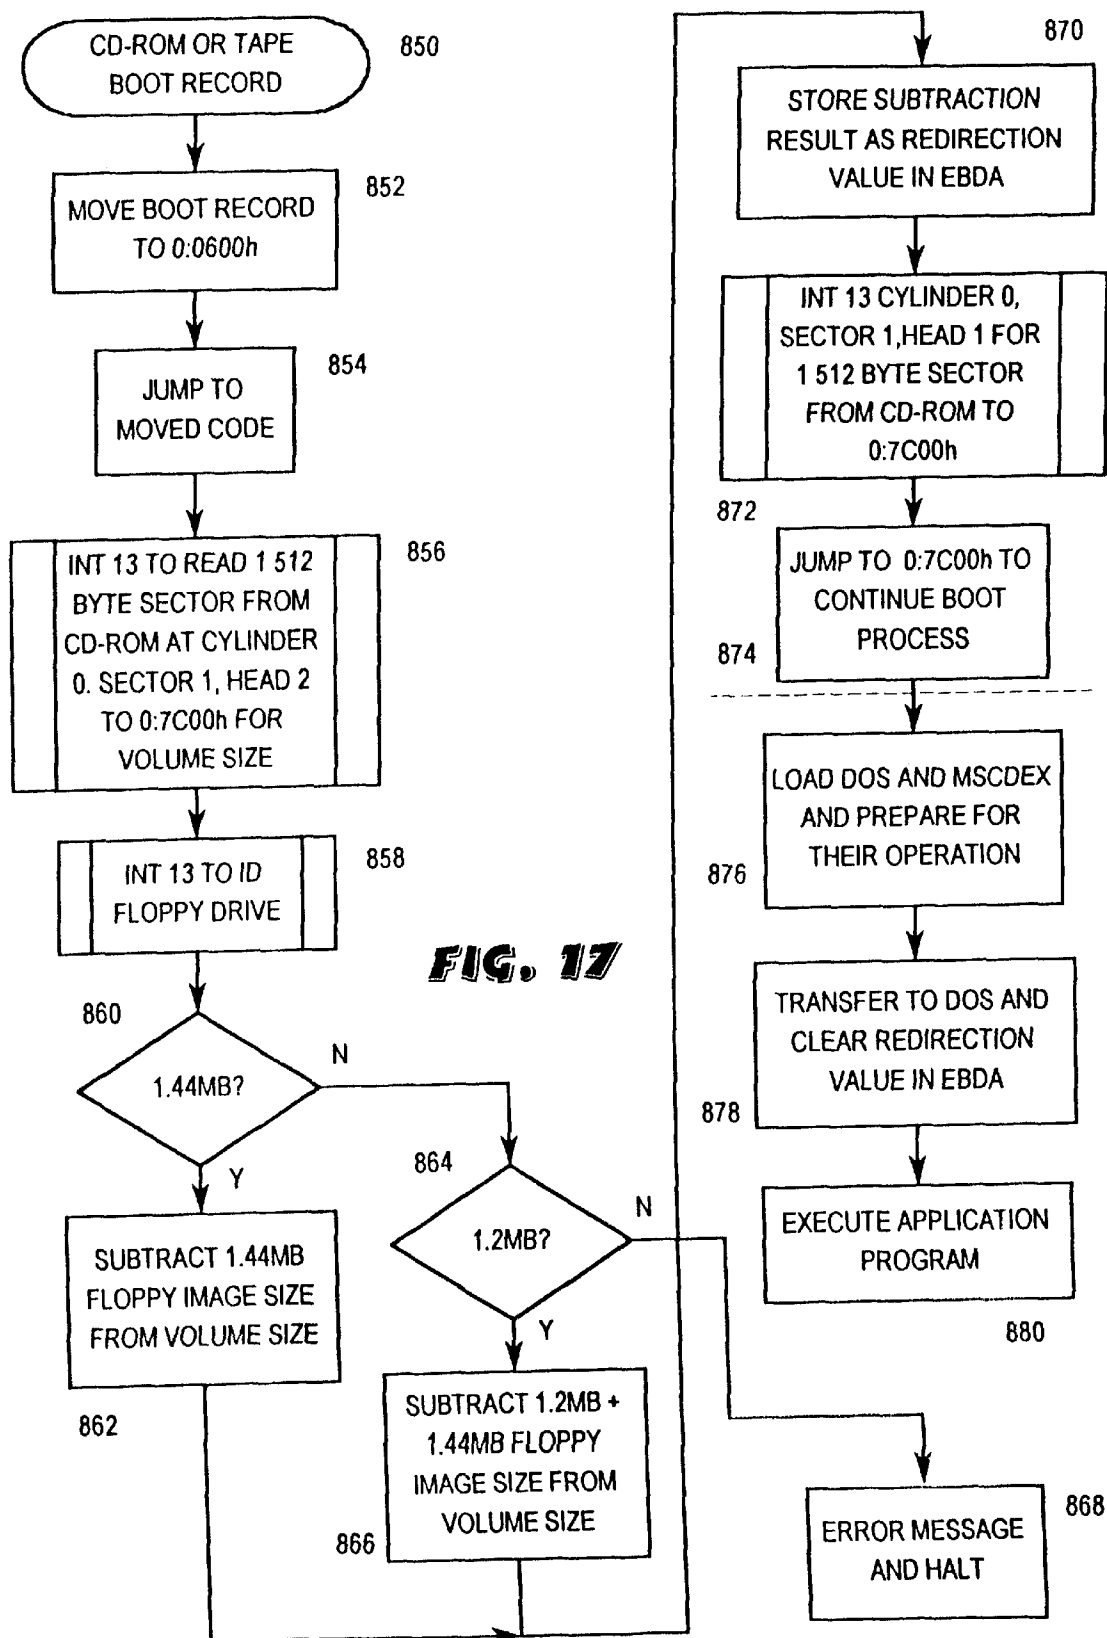 CD-ROM OR TAPE
BOOT RECORD
850
MOVE BOOT RECORD
TO 0:0600h
852
JUMP TO
MOVED CODE
854
INT 13 TO READ 1 512
BYTE SECTOR FROM
CD-ROM AT CYLINDER
0. SECTOR 1, HEAD 2
TO 0:7C00h FOR
VOLUME SIZE
856
INT 13 TO ID
FLOPPY DRIVE
858
FIG. 17
860
1.44MB?
N
Y
SUBTRACT 1.44MB
FLOPPY IMAGE SIZE
FROM VOLUME SIZE
862
864
1.2MB?
N
Y
SUBTRACT 1.2MB +
1.44MB FLOPPY
IMAGE SIZE FROM
VOLUME SIZE
866
870
STORE SUBTRACTION
RESULT AS REDIRECTION
VALUE IN EBDA
INT 13 CYLINDER 0,
SECTOR 1,HEAD 1 FOR
1 512 BYTE SECTOR
FROM CD-ROM TO
0:7C00h
872
JUMP TO 0:7C00h TO
CONTINUE BOOT
PROCESS
874
LOAD DOS AND MSCDEX
AND PREPARE FOR
THEIR OPERATION
876
TRANSFER TO DOS AND
CLEAR REDIRECTION
VALUE IN EBDA
878
EXECUTE APPLICATION
PROGRAM
880
868
ERROR MESSAGE
AND HALT